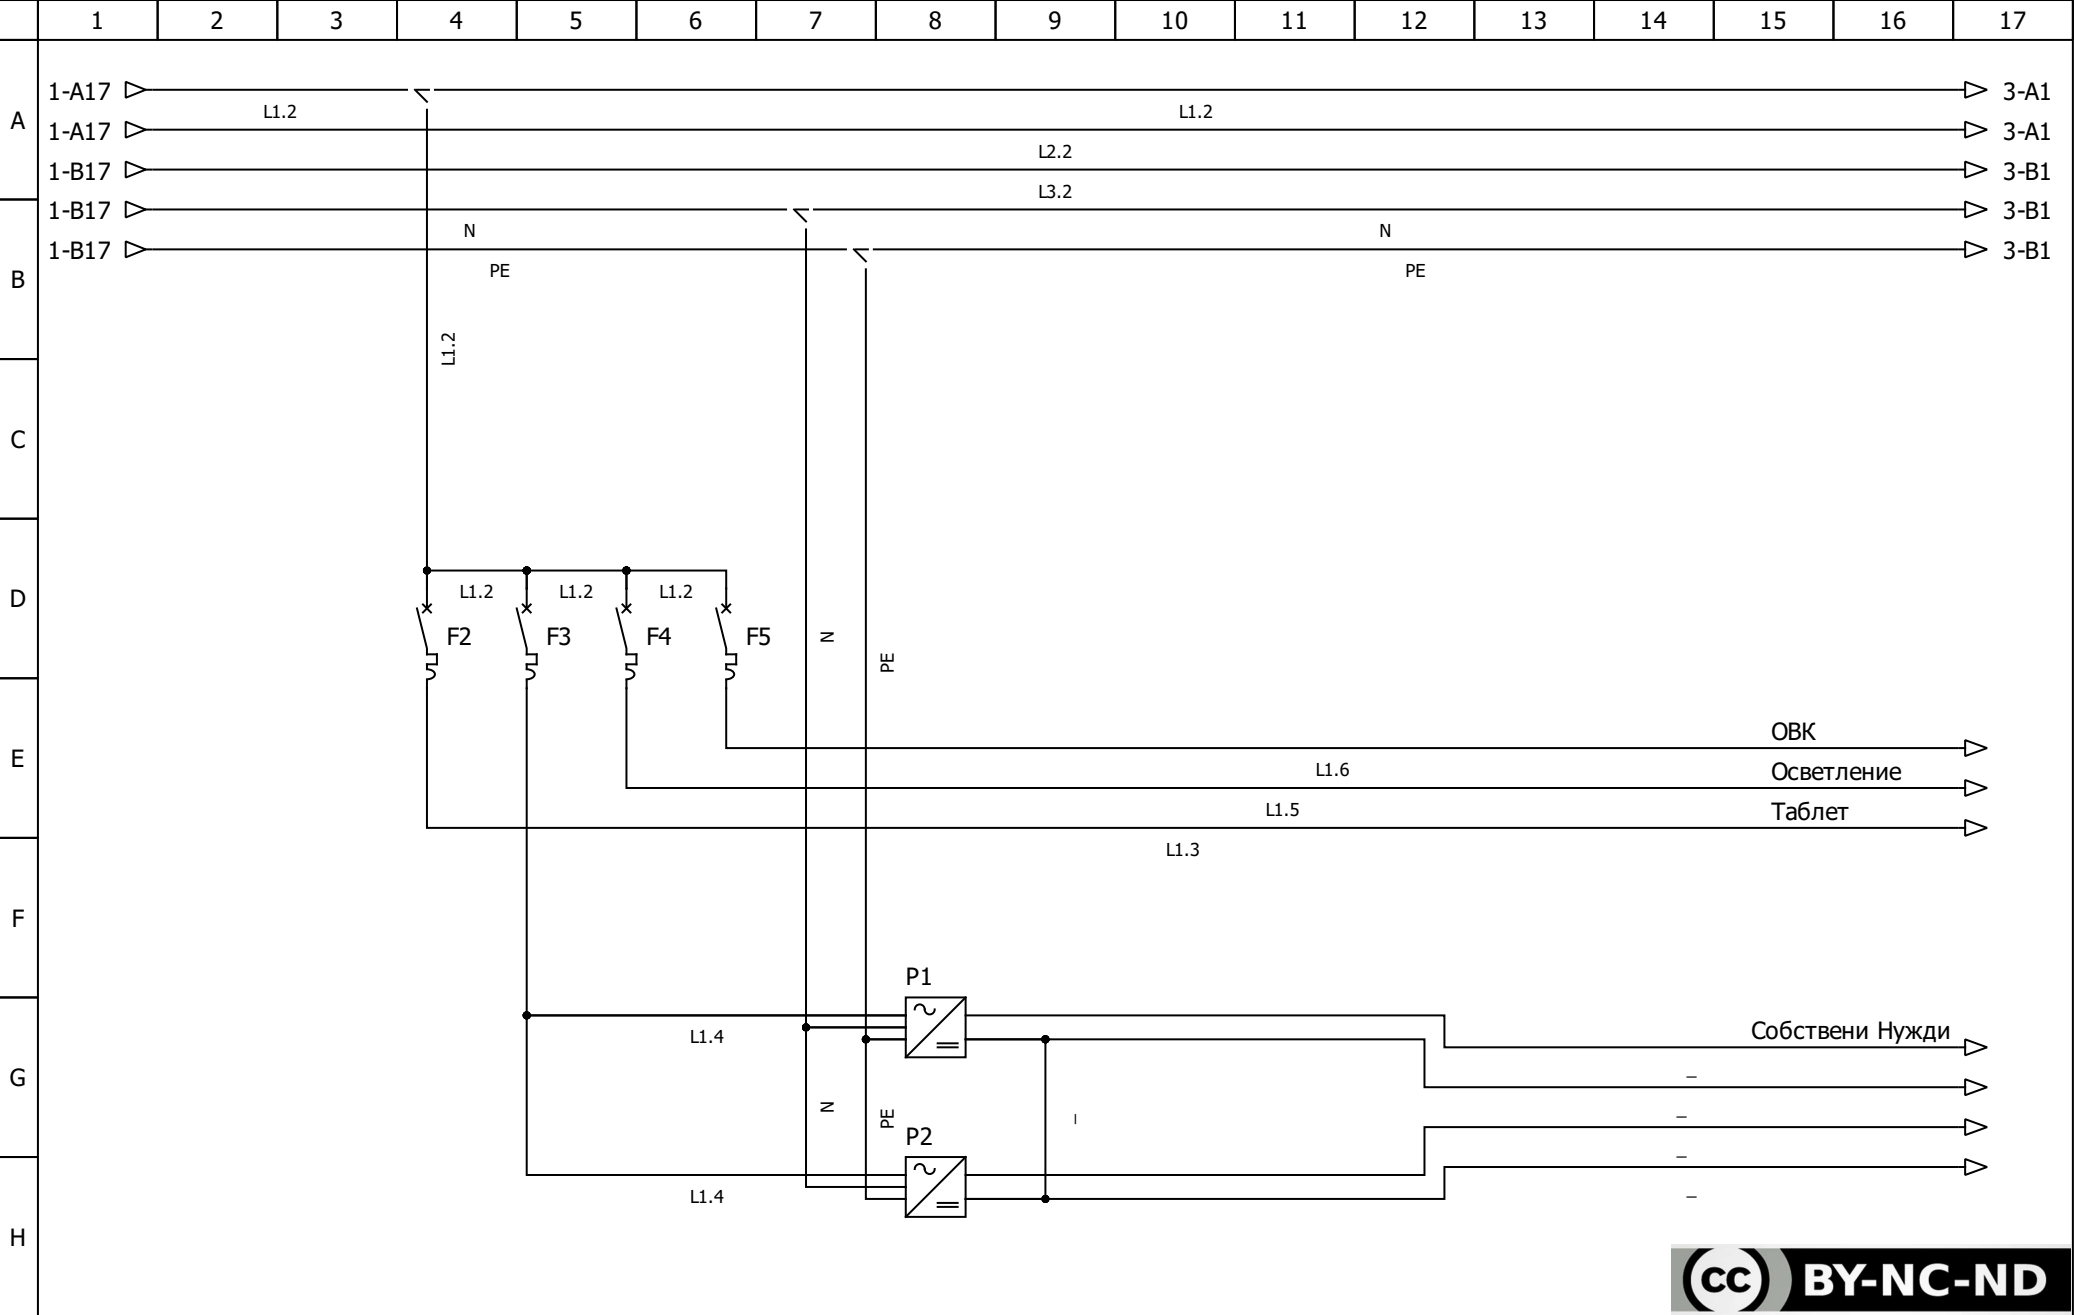 1 2 3 4 5 6 7 8 9 10 11 12 13 14 15 16 17
A
1-A17 3-A1
L1.2 L1.2
1-A17 3-A1
L2.2
1-B17 3-B1
L3.2
1-B17 3-B1
N N
1-B17 3-B1
B
PE PE
L1.2
C
D
L1.2 L1.2 L1.2
F2 F3 F4 F5 N
PE
ОВК
E
L1.6 Осветление
L1.5 Таблет
L1.3
F
P1
L1.4 Собствени Нужди
G
–
N PE –
P2
–
L1.4 –
H
cc BY-NC-ND